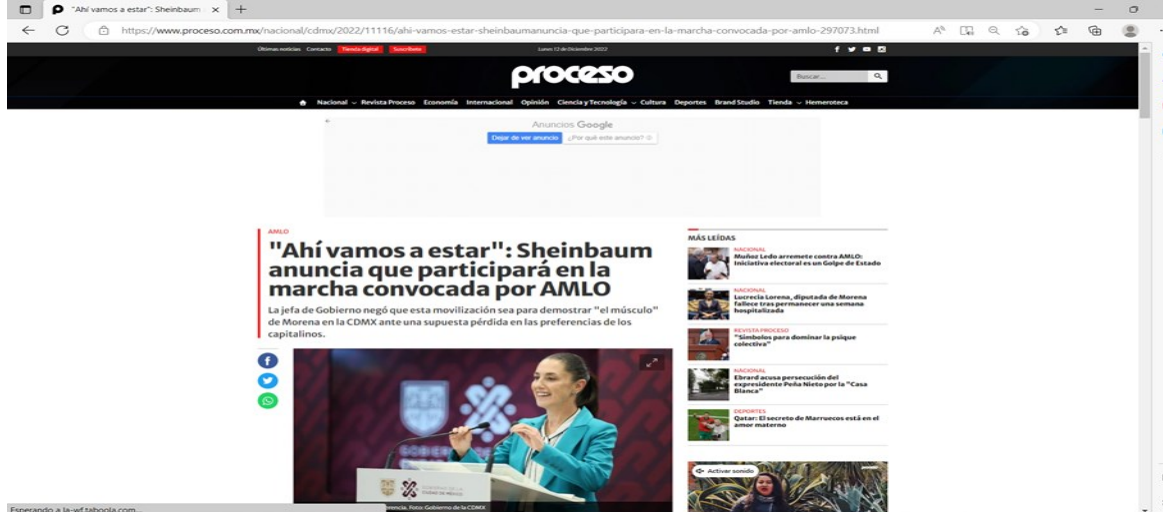 "Ahí vamos a estar": Sheinbaum
https://www.proceso.com.mx/nacional/cdmx/2022/11116/ahi-vamos-estar-sheinbaumanuncia-que-participara-en-la-marcha-convocada-por-amlo-297073.html
Últimas noticias Contacto Tienda digital Suscríbete Lunes 12 de Diciembre 2022
proceso
Buscar...
Nacional Revista Proceso Economía Internacional Opinión Ciencia y Tecnología Cultura Deportes Brand Studio Tienda Hemeroteca
Anuncios Google
Dejar de ver anuncio ¿Por qué este anuncio?
AMLO
"Ahí vamos a estar": Sheinbaum
anuncia que participará en la
marcha convocada por AMLO
La jefa de Gobierno negó que esta movilización sea para demostrar "el músculo"
de Morena en la CDMX ante una supuesta pérdida en las preferencias de los
capitalinos.
GOBIERNO DE LA
CIUDAD DE MÉXICO
erencia. Foto: Gobierno de la CDMX
MÁS LEÍDAS
NACIONAL
Muñoz Ledo arremete contra AMLO:
Iniciativa electoral es un Golpe de Estado
NACIONAL
Lucrecia Lorena, diputada de Morena
fallece tras permanecer una semana
hospitalizada
REVISTA PROCESO
"Símbolos para dominar la psique
colectiva"
NACIONAL
Ebrard acusa persecución del
expresidente Peña Nieto por la "Casa
Blanca"
DEPORTES
Qatar: El secreto de Marruecos está en el
amor materno
Activar sonido
Esperando a la-wf.taboola.com...